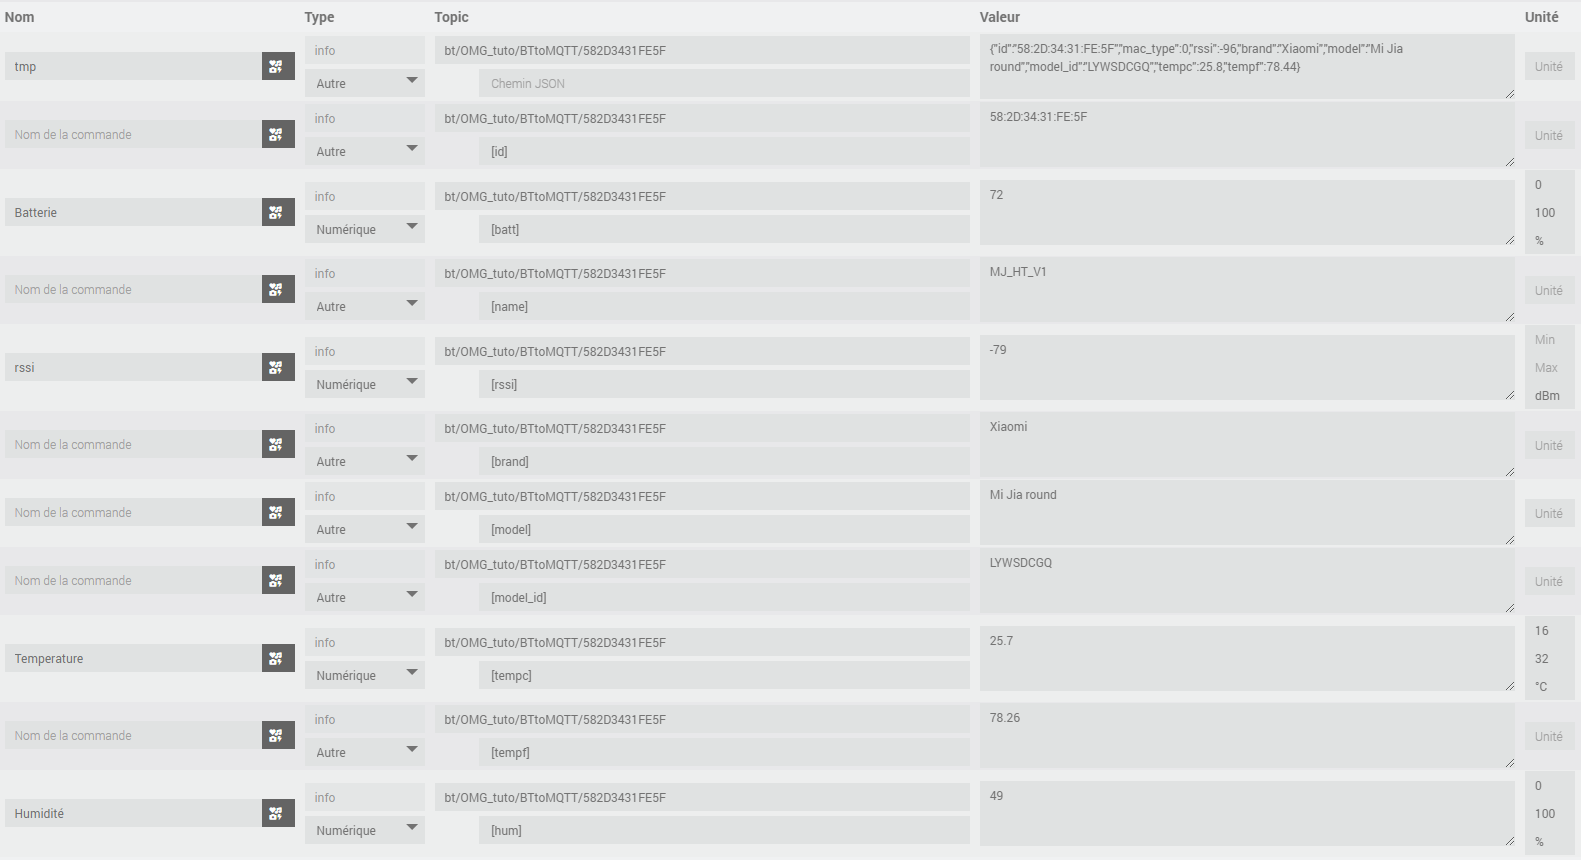 Nom Type Topic Valeur Unité
tmp
info
Autre
bt/OMG_tuto/BTtoMQTT/582D3431FE5F
Chemin JSON
{"id":"58:2D:34:31:FE:5F","mac_type":0,"rssi":-96,"brand":"Xiaomi","model":"Mi Jia
round","model_id":"LYWSDCGQ","tempc":25.8,"tempf":78.44}
Unité
Nom de la commande
info
Autre
bt/OMG_tuto/BTtoMQTT/582D3431FE5F
[id]
58:2D:34:31:FE:5F
Unité
Batterie
info
Numérique
bt/OMG_tuto/BTtoMQTT/582D3431FE5F
[batt]
72
0
100
%
Nom de la commande
info
Autre
bt/OMG_tuto/BTtoMQTT/582D3431FE5F
[name]
MJ_HT_V1
Unité
rssi
info
Numérique
bt/OMG_tuto/BTtoMQTT/582D3431FE5F
[rssi]
-79
Min
Max
dBm
Nom de la commande
info
Autre
bt/OMG_tuto/BTtoMQTT/582D3431FE5F
[brand]
Xiaomi
Unité
Nom de la commande
info
Autre
bt/OMG_tuto/BTtoMQTT/582D3431FE5F
[model]
Mi Jia round
Unité
Nom de la commande
info
Autre
bt/OMG_tuto/BTtoMQTT/582D3431FE5F
[model_id]
LYWSDCGQ
Unité
Temperature
info
Numérique
bt/OMG_tuto/BTtoMQTT/582D3431FE5F
[tempc]
25.7
16
32
°C
Nom de la commande
info
Autre
bt/OMG_tuto/BTtoMQTT/582D3431FE5F
[tempf]
78.26
Unité
Humidité
info
Numérique
bt/OMG_tuto/BTtoMQTT/582D3431FE5F
[hum]
49
0
100
%